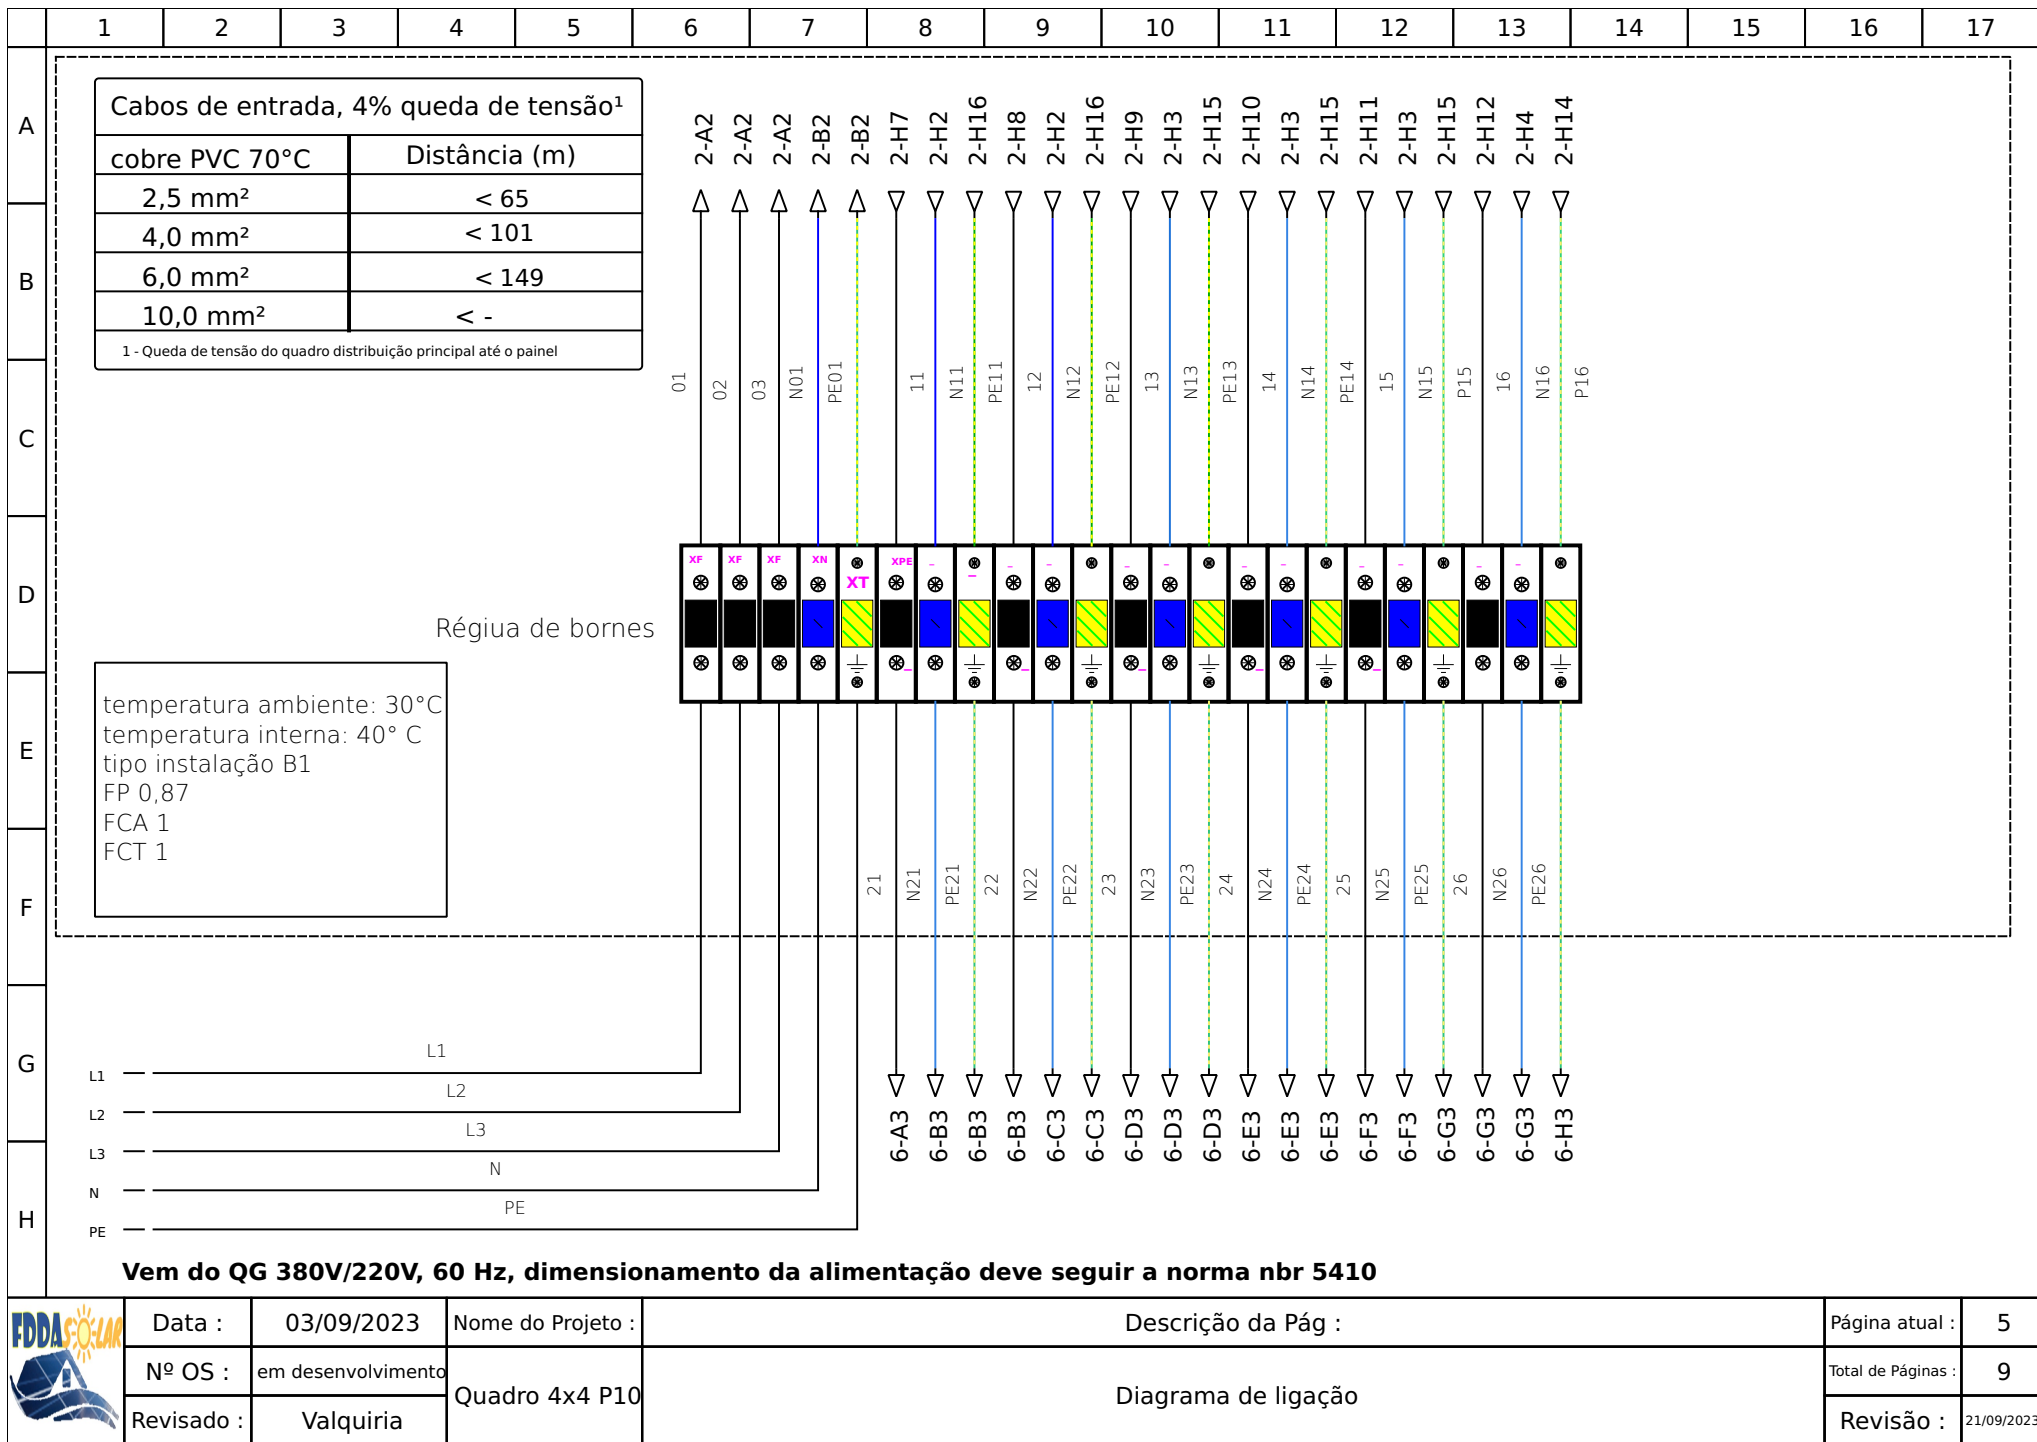 1 2 3 4 5 6 7 8 9 10 11 12 13 14 15 16 17
A
B
C
D
E
F
G
H
Cabos de entrada, 4% queda de tensão¹
cobre PVC 70°C Distância (m)
2,5 mm² < 65
4,0 mm² < 101
6,0 mm² < 149
10,0 mm² < -
1 - Queda de tensão do quadro distribuição principal até o painel
2-A2 2-A2 2-A2 2-B2 2-B2 2-H7 2-H2 2-H16 2-H8 2-H2 2-H16 2-H9 2-H3 2-H15 2-H10 2-H3 2-H15 2-H11 2-H3 2-H15 2-H12 2-H4 2-H14
01 02 03 N01 PE01 11 N11 PE11 12 N12 PE12 13 N13 PE13 14 N14 PE14 15 N15 P15 16 N16 P16
XF XF XF XN XT XPE
Régiua de bornes
temperatura ambiente: 30°C
temperatura interna: 40° C
tipo instalação B1
FP 0,87
FCA 1
FCT 1
21 N21 PE21 22 N22 PE22 23 N23 PE23 24 N24 PE24 25 N25 PE25 26 N26 PE26
6-A3 6-B3 6-B3 6-B3 6-C3 6-C3 6-D3 6-D3 6-D3 6-E3 6-E3 6-E3 6-F3 6-F3 6-G3 6-G3 6-G3 6-H3
L1 L1
L2 L2
L3 L3
N N
PE PE
Vem do QG 380V/220V, 60 Hz, dimensionamento da alimentação deve seguir a norma nbr 5410
FDDA SOLAR
Data : 03/09/2023 Nome do Projeto : Descrição da Pág : Página atual : 5
Nº OS : em desenvolvimento Quadro 4x4 P10 Diagrama de ligação Total de Páginas : 9
Revisado : Valquiria Revisão : 21/09/2023